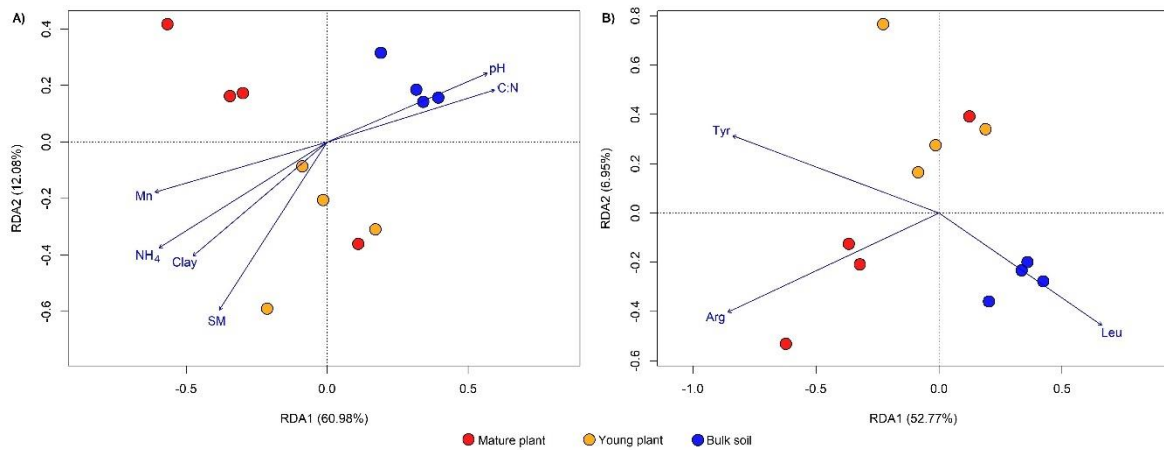 A)
0.4
0.2
0.0
-0.2
-0.4
-0.6
RDA2 (12.08%)
pH
C:N
Mn
NH4
Clay
SM
-0.5
0.0
0.5
RDA1 (60.98%)
B)
0.8
0.6
0.4
0.2
0.0
-0.2
-0.4
-0.6
RDA2 (6.95%)
Tyr
Arg
Leu
-1.0
-0.5
0.0
0.5
RDA1 (52.77%)
Mature plant Young plant Bulk soil